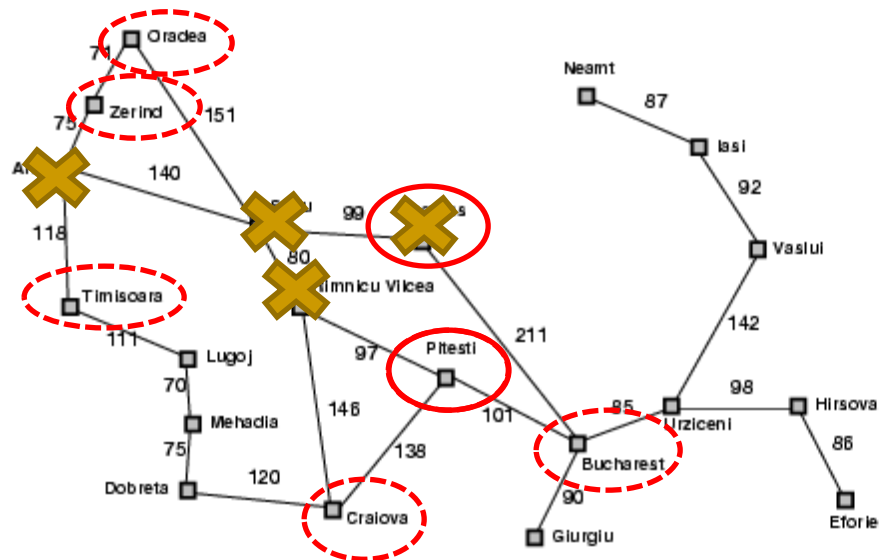 Oradea
71
Neamt
87
Zerind
151
75
Iasi
140
92
99
118
80
Vaslui
imnicu Vilcea
Timisoara
142
111
211
97
Pitesti
Lugoj
70
98
146
101
85
Hirsova
Mehadia
Urziceni
75
138
86
Bucharest
120
Dobreta
90
Craiova
Eforie
Giurgiu